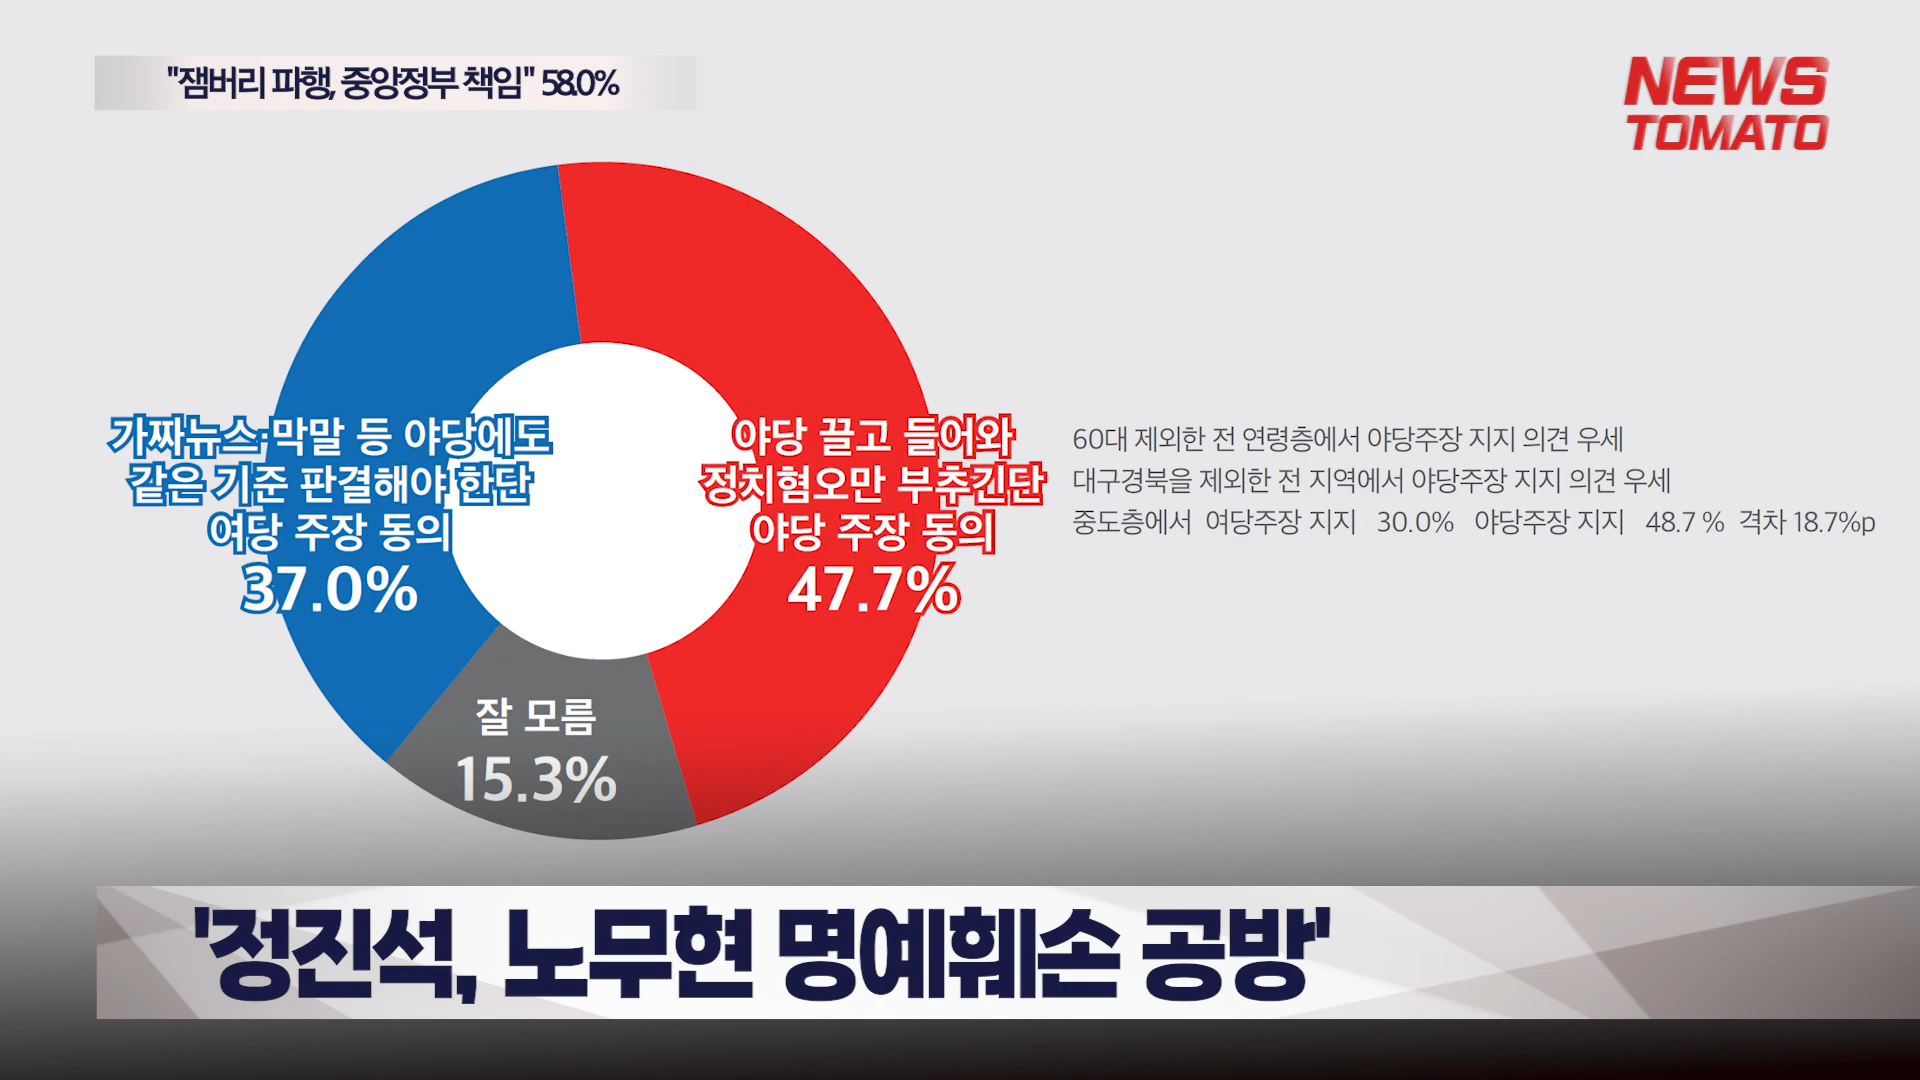 "잼버리 파행, 중앙정부 책임" 58.0%
NEWS
TOMATO
가짜뉴스·막말 등 야당에도
같은 기준 판결해야 한단
여당 주장 동의
37.0%
야당 끌고 들어와
정치혐오만 부추긴단
야당 주장 동의
47.7%
잘 모름
15.3%
60대 제외한 전 연령층에서 야당주장 지지 의견 우세
대구경북을 제외한 전 지역에서 야당주장 지지 의견 우세
중도층에서 여당주장 지지 30.0% 야당주장 지지 48.7 % 격차 18.7%p
'정진석, 노무현 명예훼손 공방'